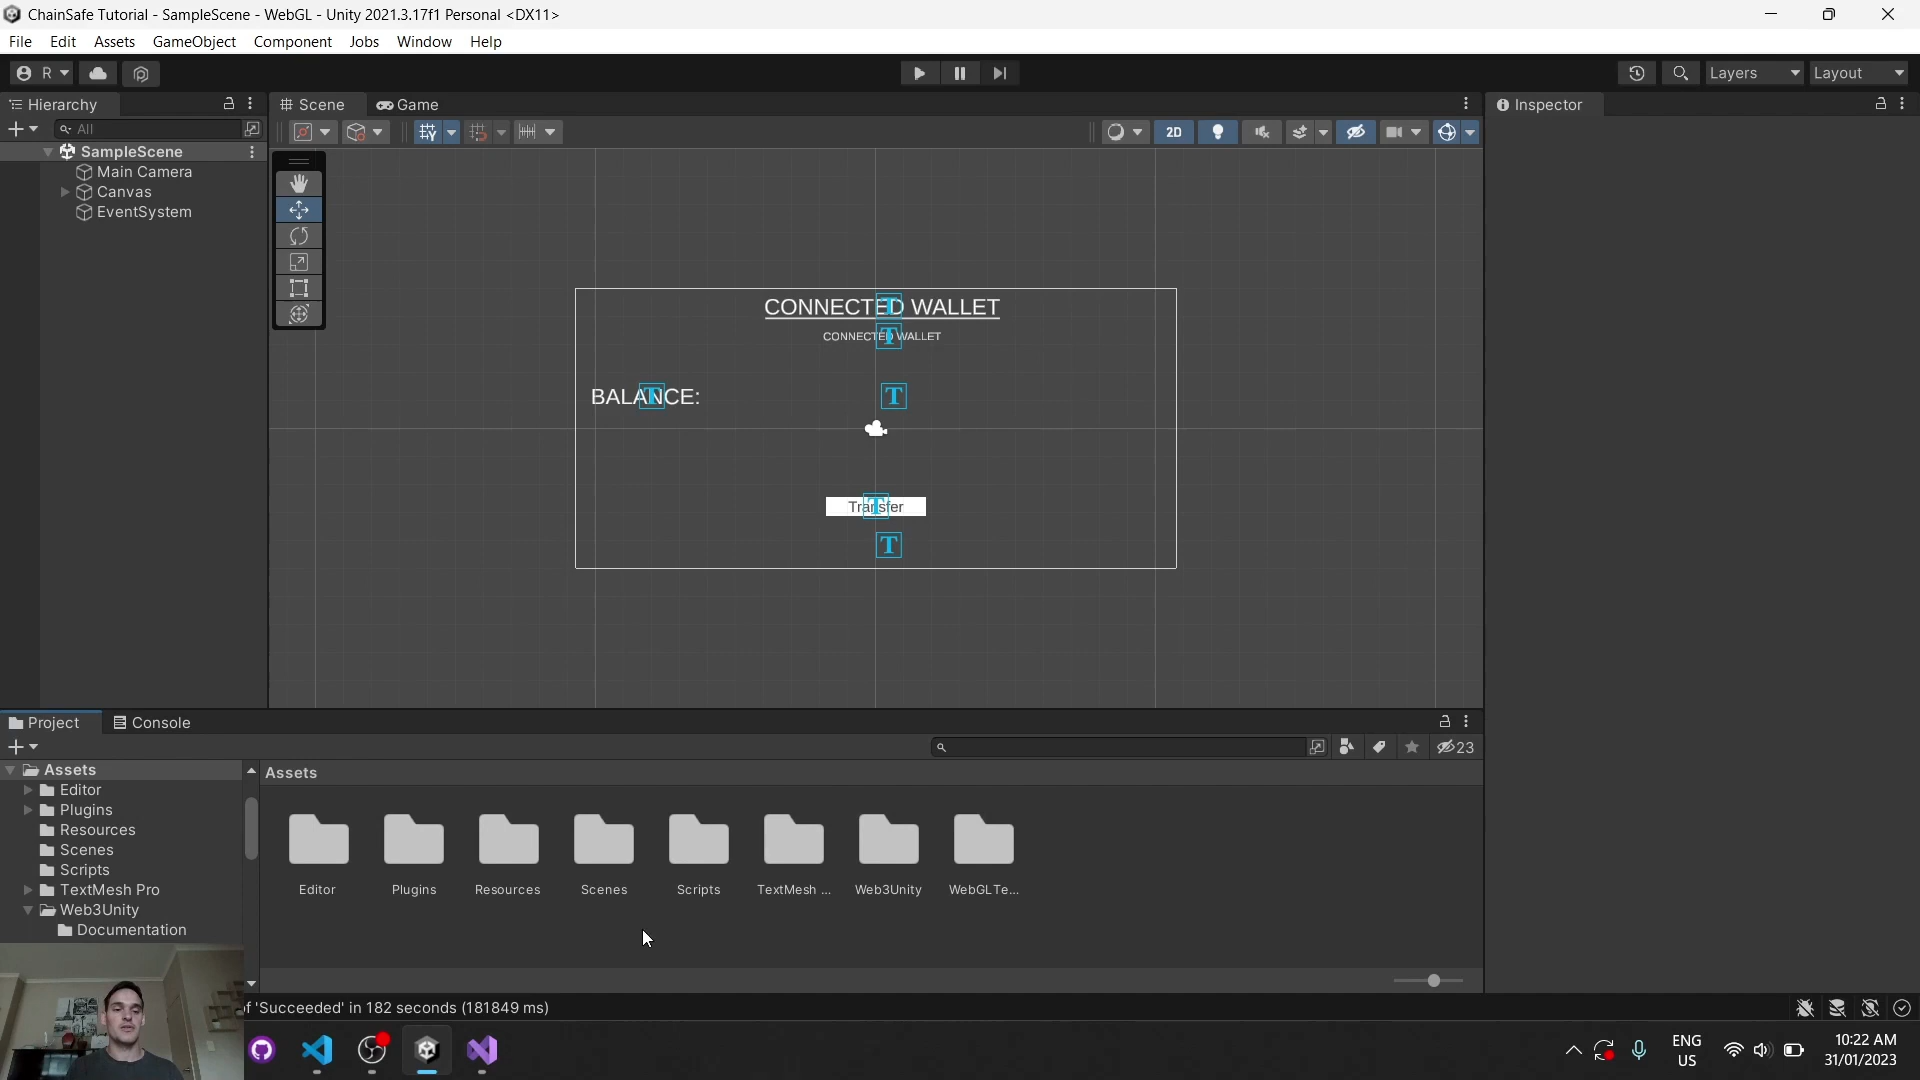 ChainSafe Tutorial - SampleScene - WebGL - Unity 2021.3.17f1 Personal <DX11>
File Edit Assets GameObject Component Jobs Window Help
R Layers Layout
Hierarchy
Scene
Game
Inspector
All
2D
SampleScene
Main Camera
Canvas
EventSystem
CONNECTED WALLET
CONNECTED WALLET
BALANCE:
Transfer
Project
Console
23
Assets
Editor
Plugins
Resources
Scenes
Scripts
TextMesh Pro
Web3Unity
Documentation
Assets
Editor Plugins Resources Scenes Scripts TextMesh ... Web3Unity WebGLTe...
f 'Succeeded' in 182 seconds (181849 ms)
ENG
US
10:22 AM
31/01/2023